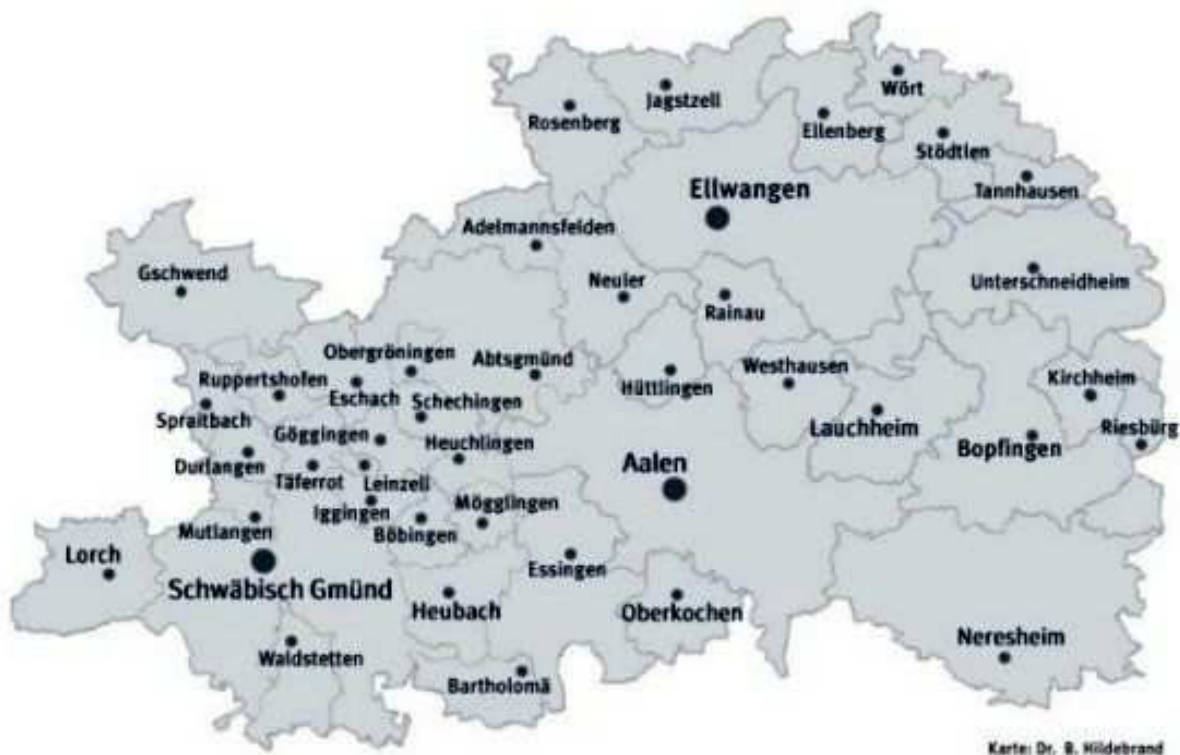 Wört
Jagstzell
Rosenberg
Ellenberg
Stödtlen
Tannhausen
Ellwangen
Adelmannsfelden
Gschwend
Neuler
Unterschneidheim
Rainau
Obergröningen
Abtsgmünd
Westhausen
Ruppertshofen
Hüttlingen
Kirchheim
Eschach
Schechingen
Spraitbach
Lauchheim
Riesbürg
Göggingen
Heuchlingen
Bopfingen
Durlangen
Aalen
Täferrot
Leinzell
Mögglingen
Iggingen
Mutlangen
Böbingen
Lorch
Essingen
Schwäbisch Gmünd
Heubach
Oberkochen
Neresheim
Waldstetten
Bartholomä
Karte: Dr. B. Hildebrand